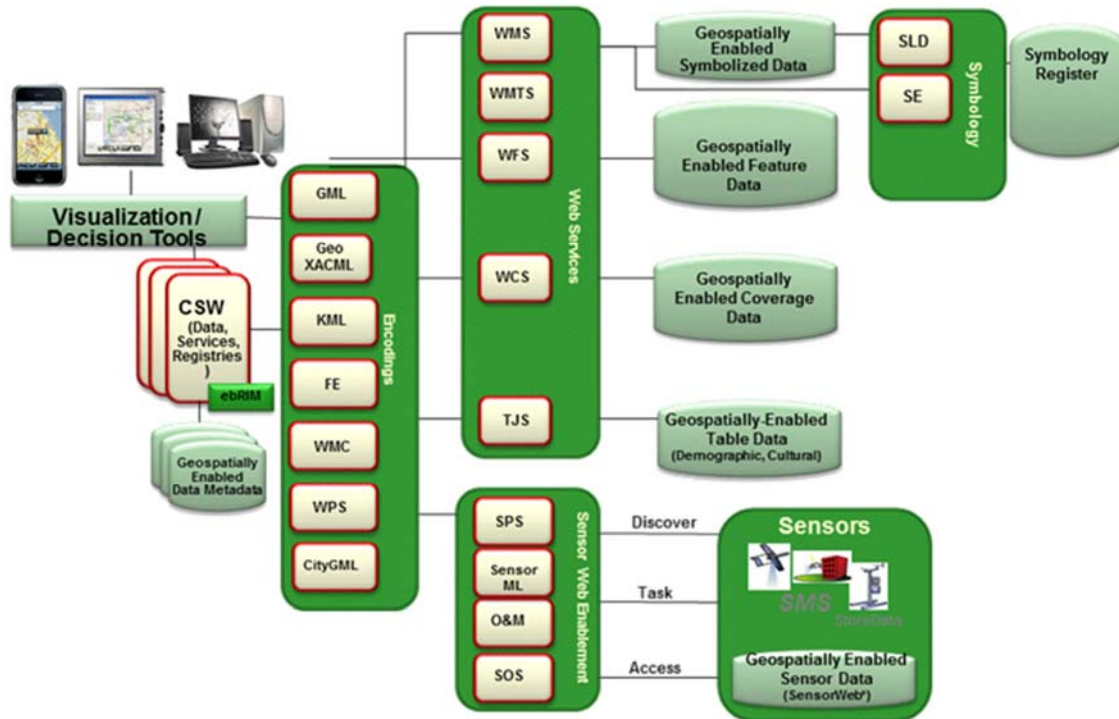 WMS
WMTS
WFS
WCS
TJS
Web Services
Geospatially
Enabled
Symbolized Data
Geospatially
Enabled Feature
Data
Geospatially
Enabled Coverage
Data
Geospatially-Enabled
Table Data
(Demographic, Cultural)
SLD
SE
Symbology
Symbology
Register
Visualization/
Decision Tools
CSW
(Data,
Services,
Registries
)
ebRIM
Geospatially
Enabled
Data Metadata
GML
Geo
XACML
KML
FE
WMC
WPS
CityGML
Encodings
SPS
Sensor
ML
O&M
SOS
Sensor Web Enablement
Discover
Task
Access
Sensors
SMS
StoreData
Geospatially Enabled
Sensor Data
(SensorWeb*)